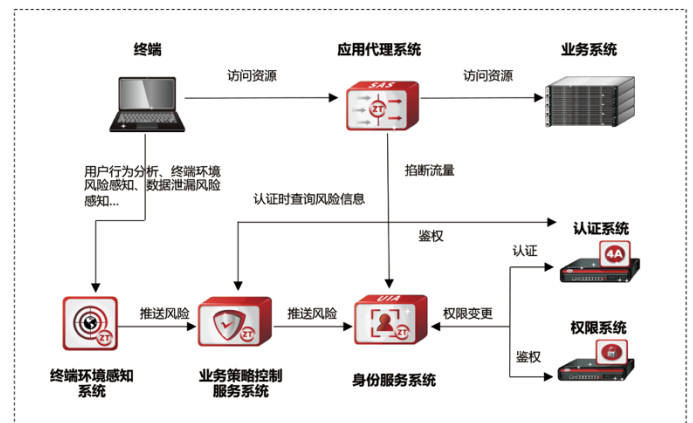 终端
应用代理系统
业务系统
访问资源
访问资源
SAS
ZT
用户行为分析、终端环境
风险感知、数据泄漏风险
感知...
掐断流量
认证时查询风险信息
鉴权
认证系统
认证
4A
UIA
推送风险
推送风险
权限变更
ZT
ZT
ZT
权限系统
鉴权
终端环境感知
系统
业务策略控制
服务系统
身份服务系统